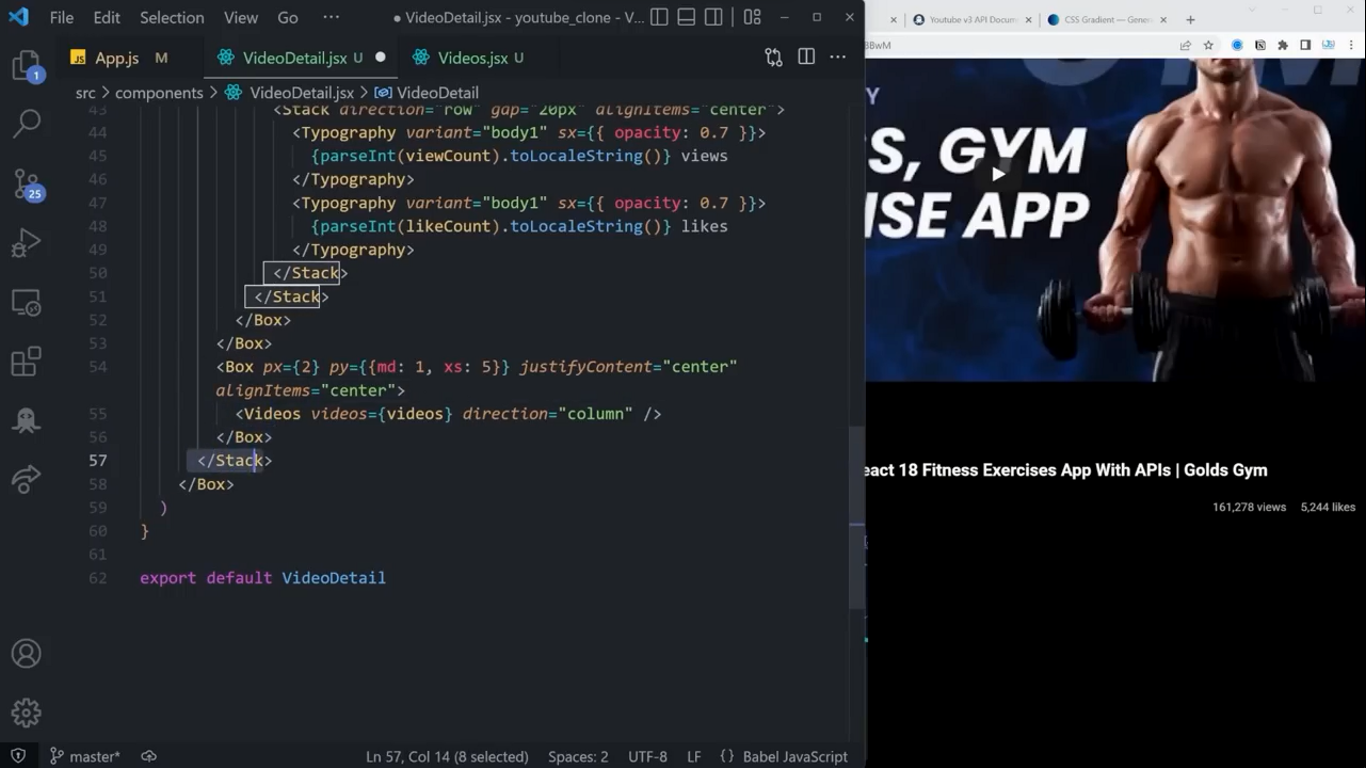 File Edit Selection View Go ··· ● VideoDetail.jsx - youtube_clone - V...
App.js M VideoDetail.jsx U ● Videos.jsx U ···
src > components > VideoDetail.jsx > VideoDetail
43 <Stack direction="row" gap="20px" alignItems="center">
44 <Typography variant="body1" sx={{ opacity: 0.7 }}>
45 {parseInt(viewCount).toLocaleString()} views
46 </Typography>
47 <Typography variant="body1" sx={{ opacity: 0.7 }}>
48 {parseInt(likeCount).toLocaleString()} likes
49 </Typography>
50 </Stack>
51 </Stack>
52 </Box>
53 </Box>
54 <Box px={2} py={{md: 1, xs: 5}} justifyContent="center"
alignItems="center">
55 <Videos videos={videos} direction="column" />
56 </Box>
57 </Stack>
58 </Box>
59 )
60 }
61
62 export default VideoDetail
1
25
JS
master* Ln 57, Col 14 (8 selected) Spaces: 2 UTF-8 LF {} Babel JavaScript
Youtube v3 API Docum CSS Gradient — Gener
BwM
Y
S, GYM
ISE APP
eact 18 Fitness Exercises App With APIs | Golds Gym
161,278 views 5,244 likes